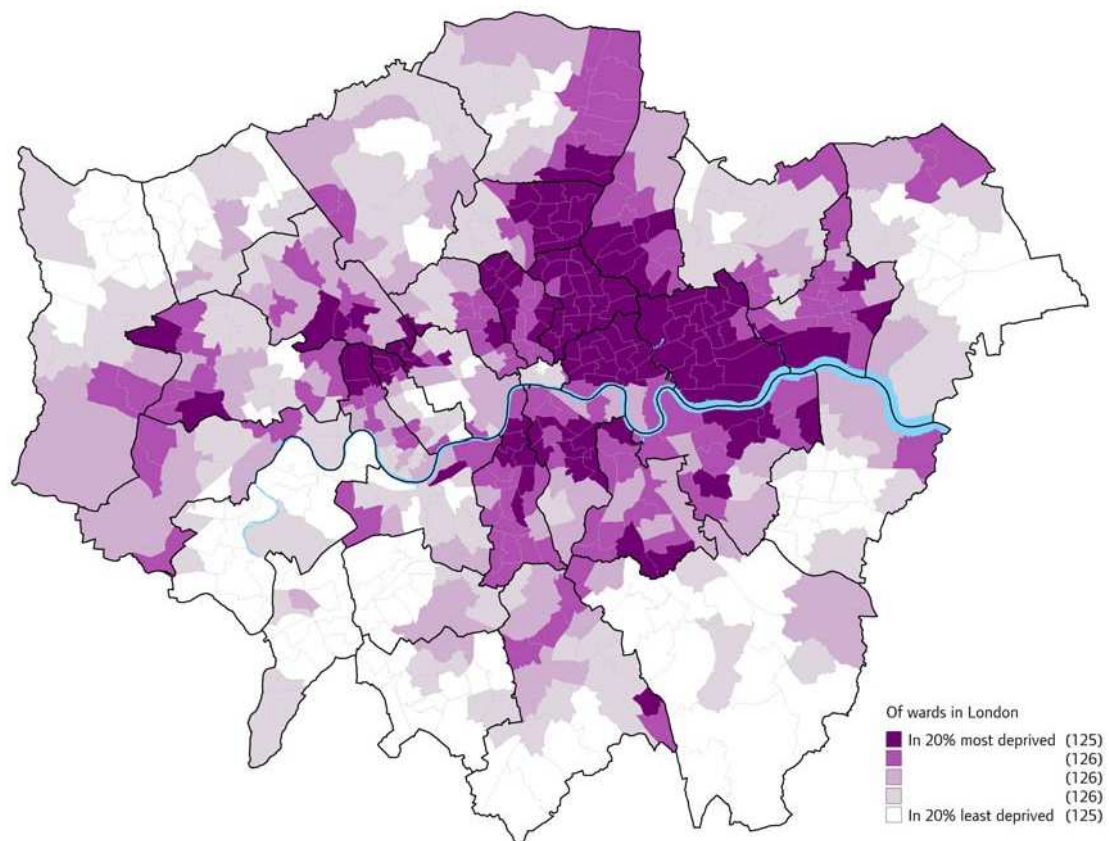 Of wards in London
In 20% most deprived (125)
(126)
(126)
(126)
In 20% least deprived (125)